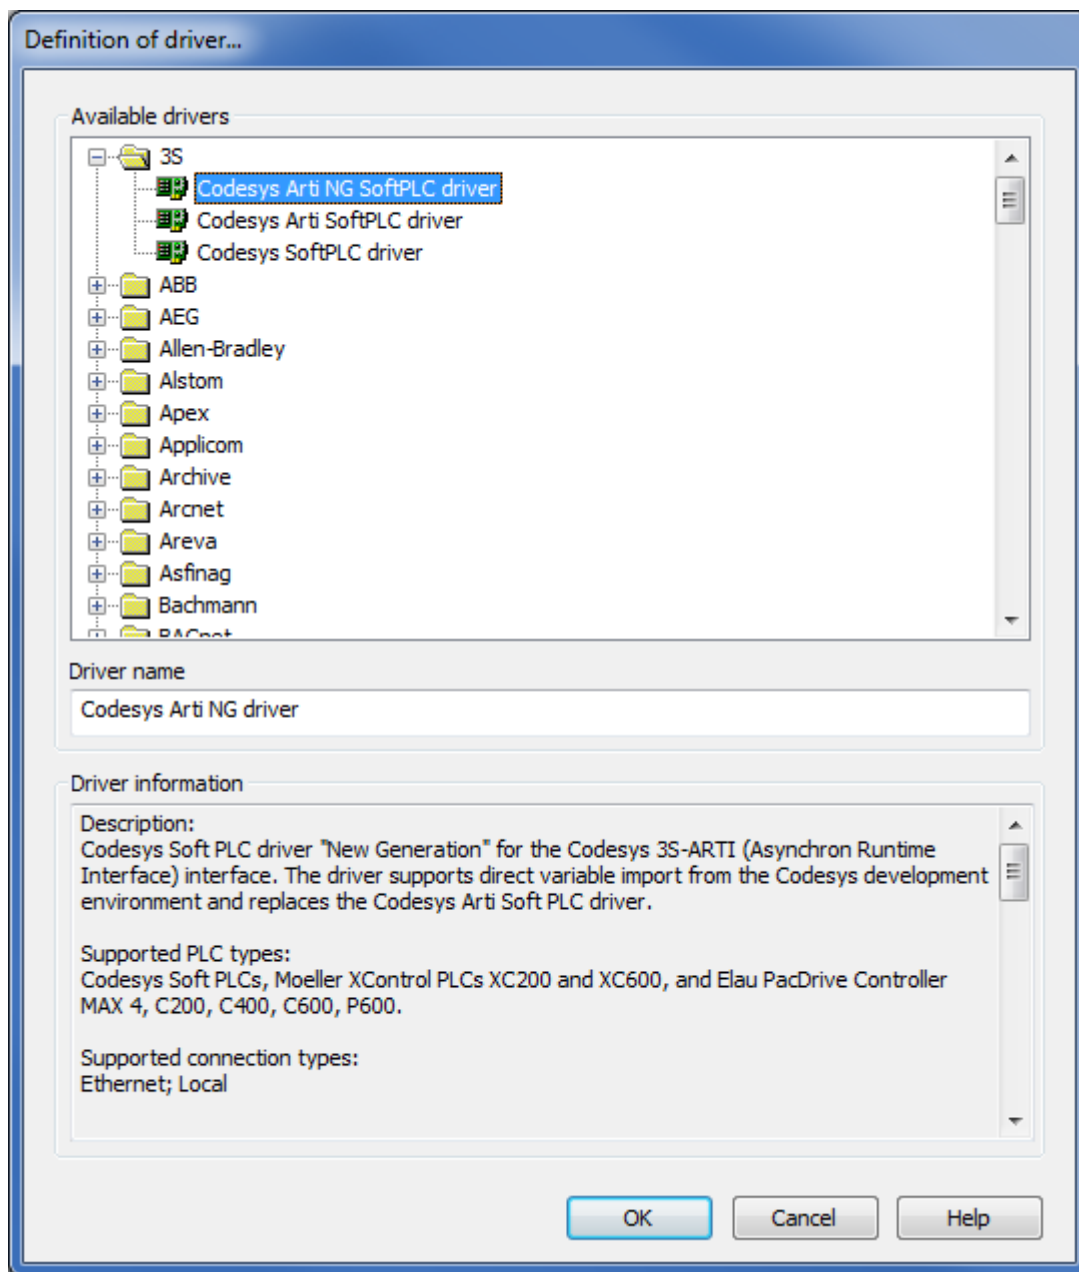 Definition of driver...
Available drivers
3S
Codesys Arti NG SoftPLC driver
Codesys Arti SoftPLC driver
Codesys SoftPLC driver
ABB
AEG
Allen-Bradley
Alstom
Apex
Applicom
Archive
Arcnet
Areva
Asfinag
Bachmann
BACnet
Driver name
Codesys Arti NG driver
Driver information
Description:
Codesys Soft PLC driver "New Generation" for the Codesys 3S-ARTI (Asynchron Runtime
Interface) interface. The driver supports direct variable import from the Codesys development
environment and replaces the Codesys Arti Soft PLC driver.
Supported PLC types:
Codesys Soft PLCs, Moeller XControl PLCs XC200 and XC600, and Elau PacDrive Controller
MAX 4, C200, C400, C600, P600.
Supported connection types:
Ethernet; Local
OK Cancel Help